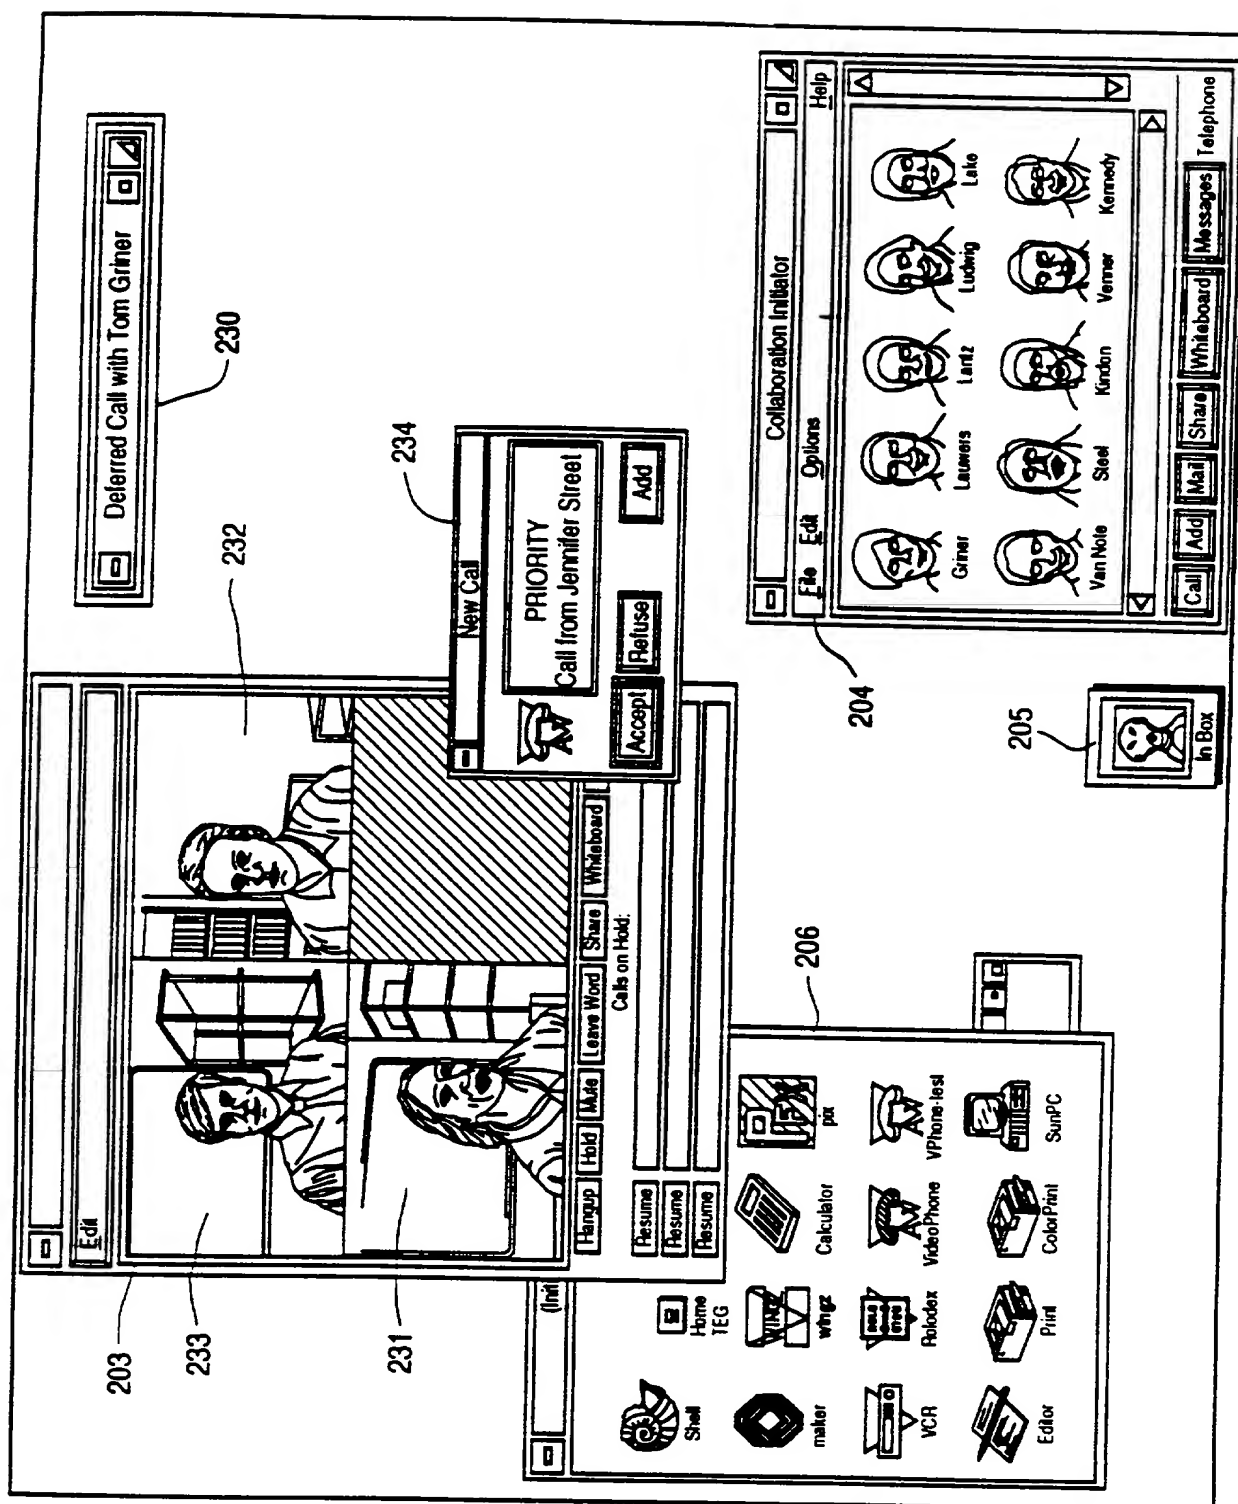 Deferred Call with Tom Griner
230
203
Edit
232
233
231
Hangup Hold Mute Leave Word Share Whiteboard
Calls on Hold:
Resume
Resume
Resume
234
New Call
PRIORITY
Call from Jennifer Street
Accept Refuse Add
204
Collaboration Initiator
File Edit Options Help
Griner Lauwers Lantz Ludwig Lake
Van Note Steel Kindon Venner Kennedy
Call Add Mail Share Whiteboard Messages Telephone
205
In Box
206
(Initi
Shell
Home
TEG
maker wingz Calculator pix
VCR Rolodex VideoPhone VPhone-test
Editor Print ColorPrint SunPC